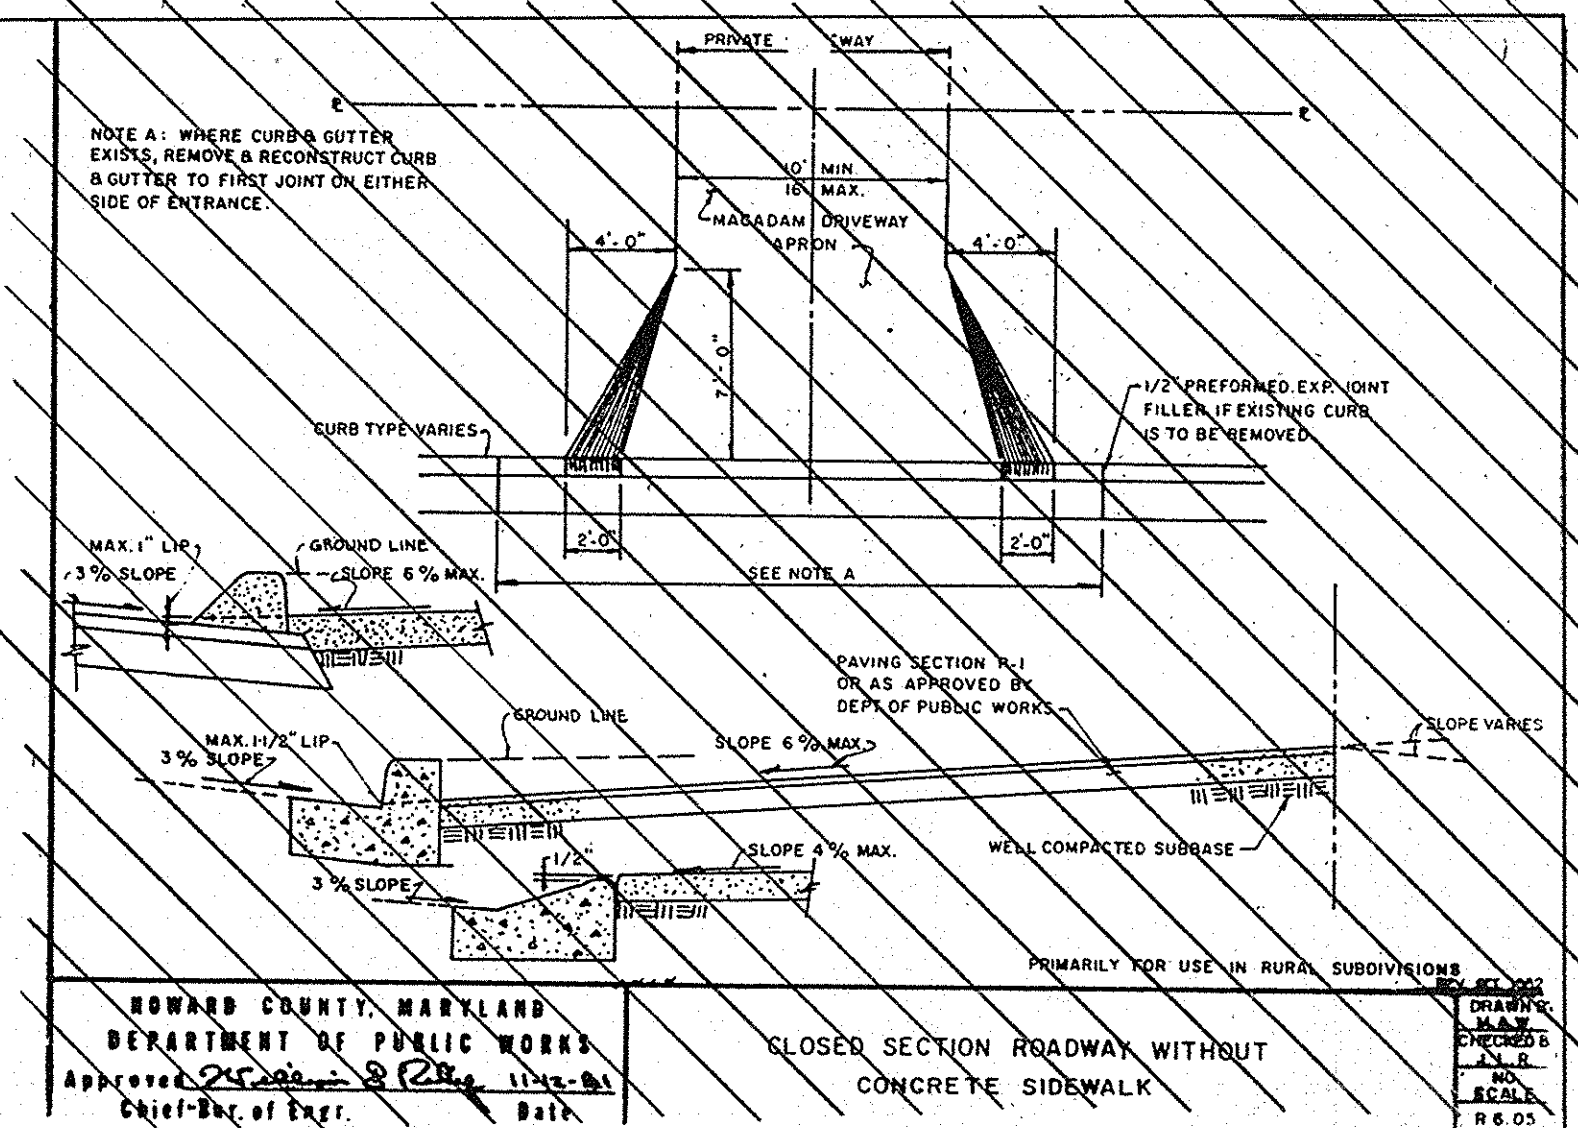 PRIVATE
NOTE A: WHERE CURB & GUTTER
EXISTS, REMOVE & RECONSTRUCT CURB
& GUTTER TO FIRST JOINT ON EITHER
SIDE OF ENTRANCE.
10' MIN.
16' MAX.
MACADAM DRIVEWAY
APRON
4'-0"
4'-0"
7'-0"
1/2" PREFORMED EXP. JOINT
FILLER IF EXISTING CURB
IS TO BE REMOVED
CURB TYPE VARIES
2'-0"
2'-0"
SEE NOTE A
MAX. 1" LIP
GROUND LINE
3% SLOPE
SLOPE 6% MAX.
PAVING SECTION P-1
OR AS APPROVED BY
DEPT. OF PUBLIC WORKS
GROUND LINE
SLOPE VARIES
MAX. 1-1/2" LIP
3% SLOPE
SLOPE 6% MAX.
WELL COMPACTED SUBBASE
1/2"
SLOPE 4% MAX.
3% SLOPE
PRIMARILY FOR USE IN RURAL SUBDIVISIONS
HOWARD COUNTY, MARYLAND
DEPARTMENT OF PUBLIC WORKS
Approved
Chief-Bur. of Engr. Date
CLOSED SECTION ROADWAY WITHOUT
CONCRETE SIDEWALK
DRAWN B
M.A.W.
CHECKED B
J.L.R.
NO
SCALE
R 6.05